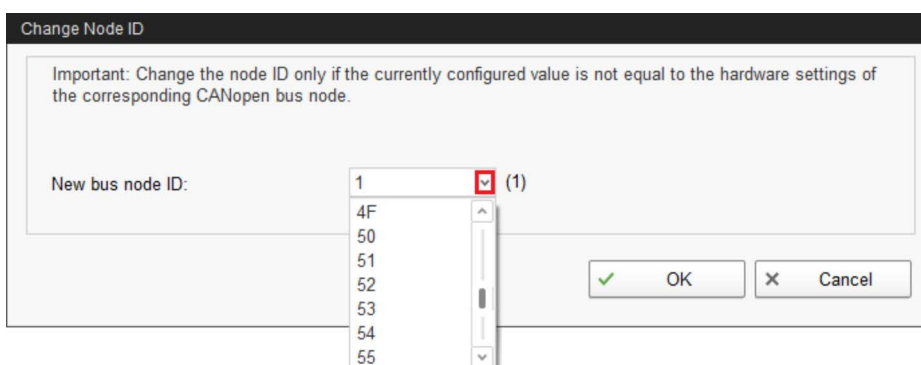 Change Node ID
Important: Change the node ID only if the currently configured value is not equal to the hardware settings of
the corresponding CANopen bus node.
New bus node ID: 1 (1)
4F
50
51
52
53
54
55
OK Cancel